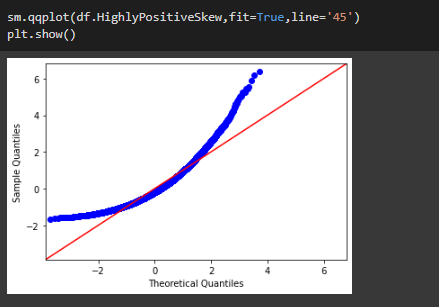 sm.qqplot(df.HighlyPositiveSkew,fit=True,line='45')
plt.show()
6
4
2
0
−2
Sample Quantiles
−2 0 2 4 6
Theoretical Quantiles